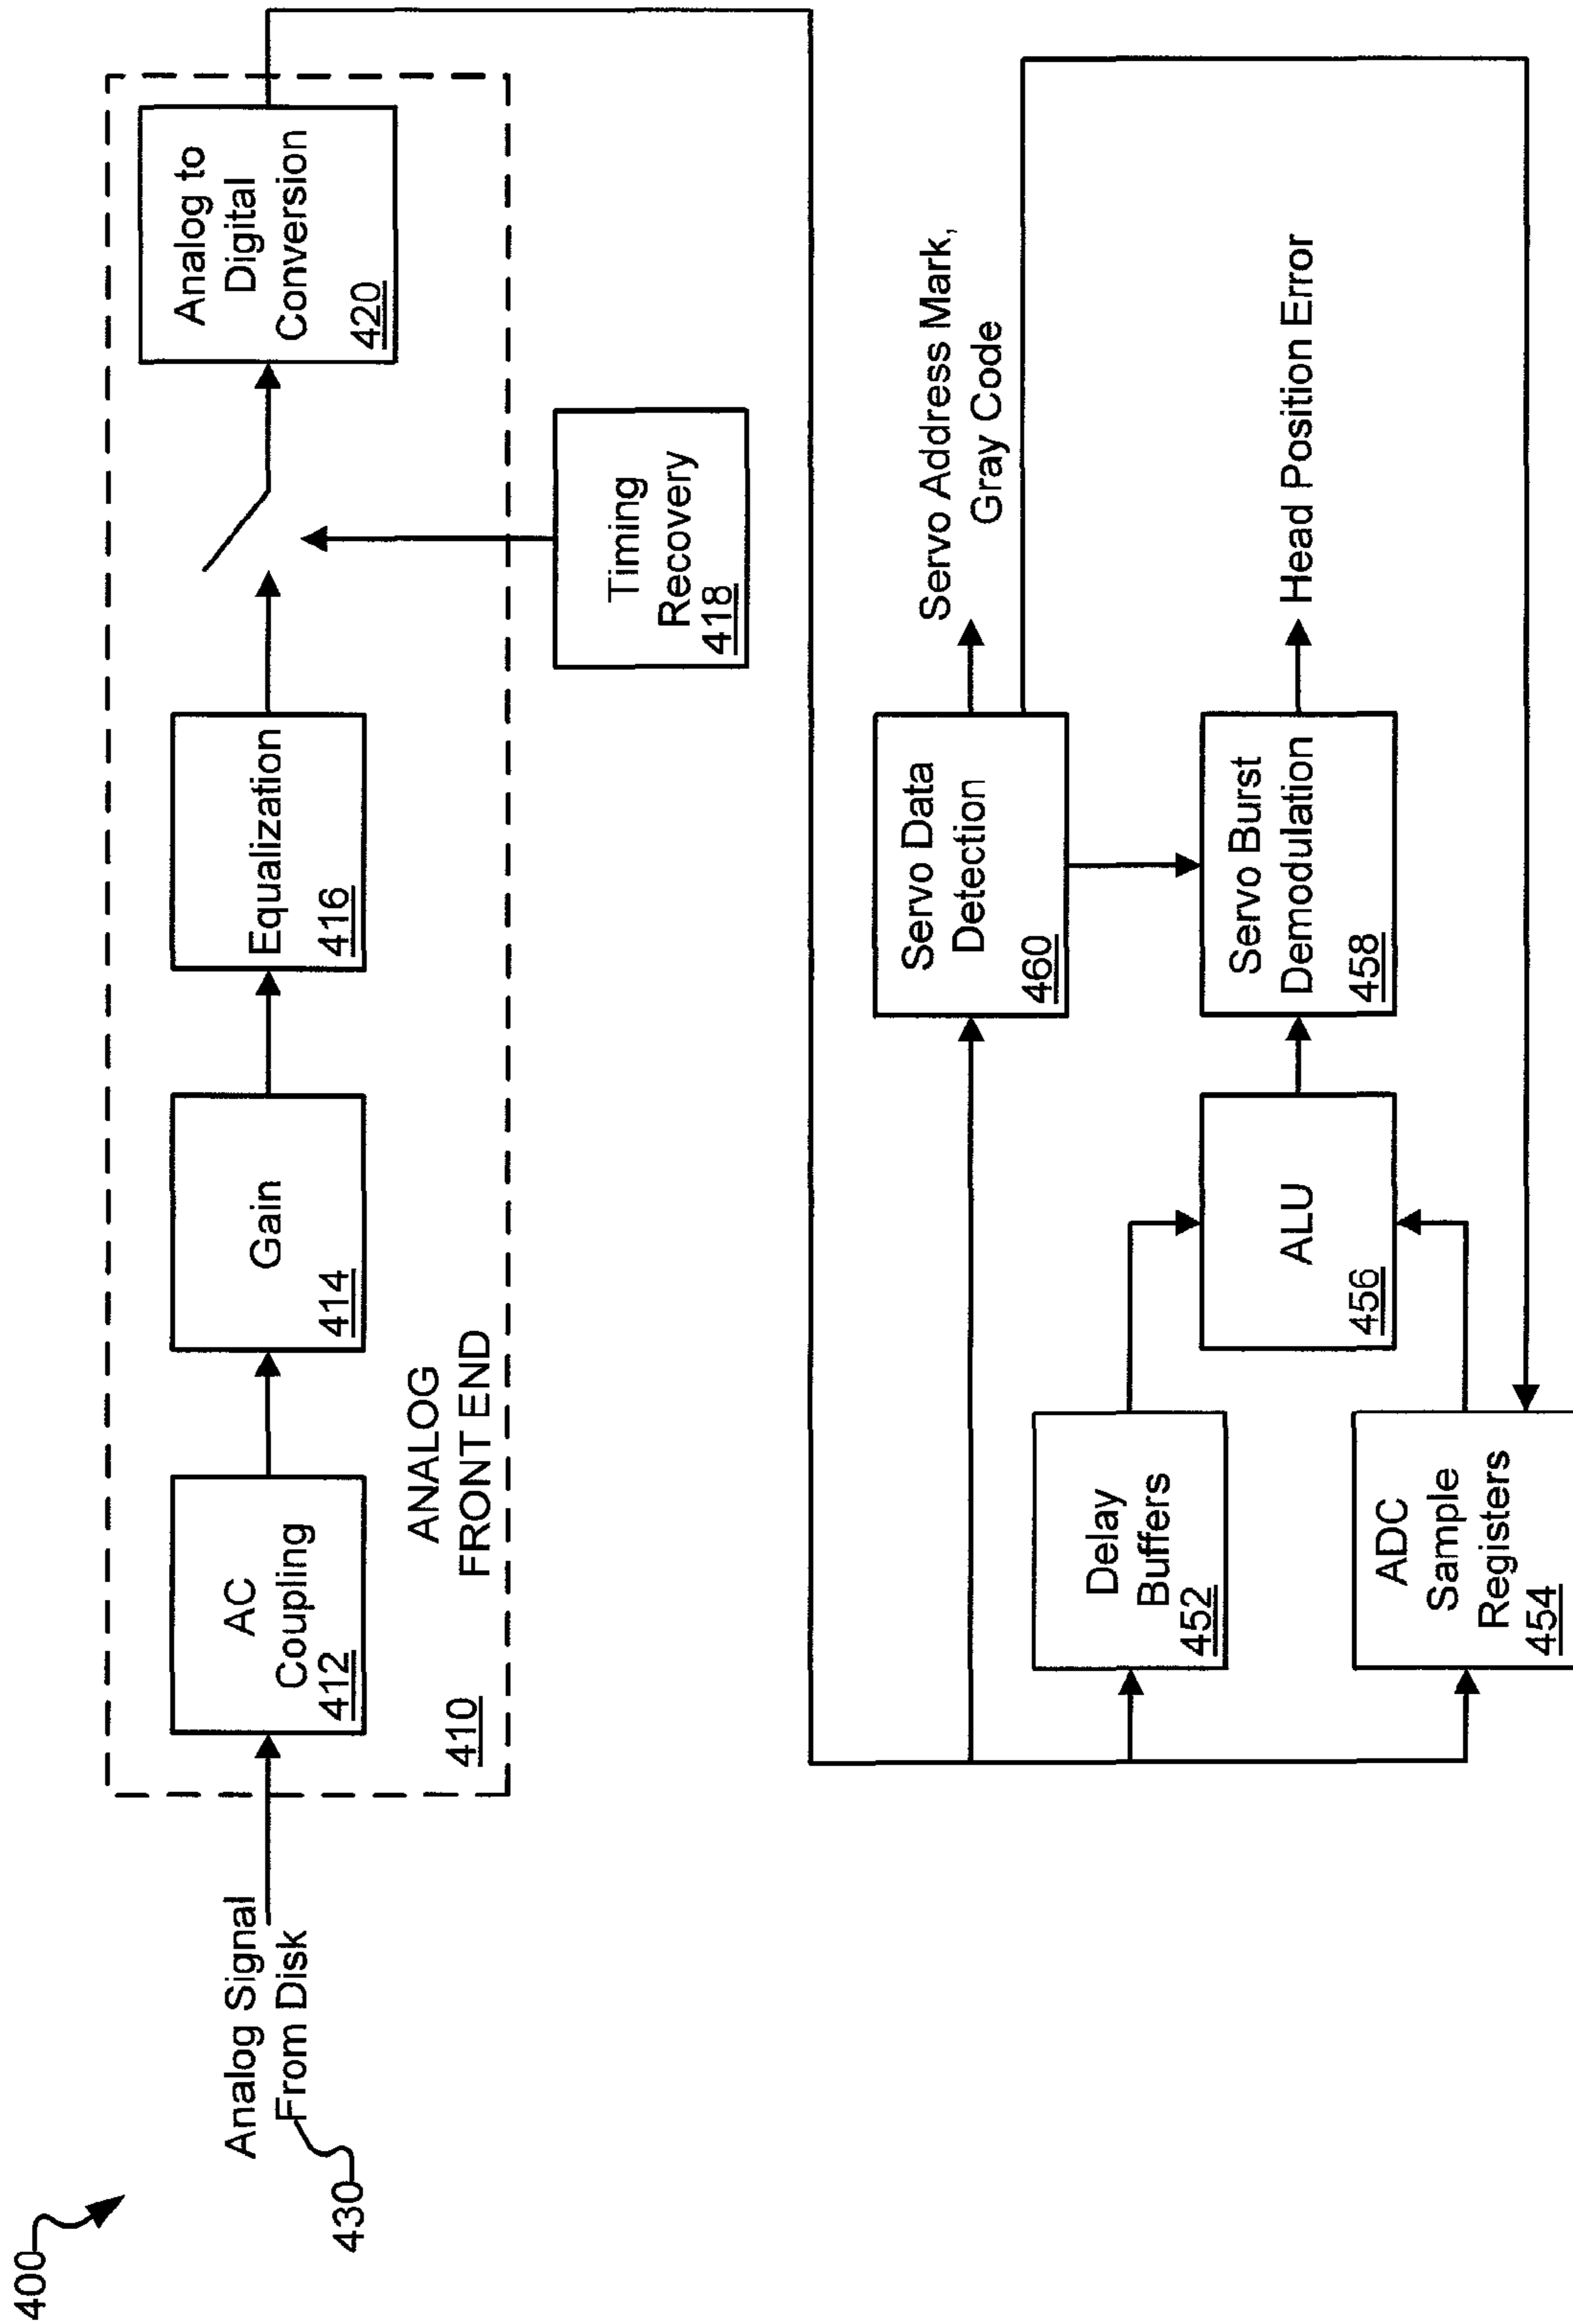 400
Analog Signal
From Disk
430
AC
Coupling
412
Gain
414
Equalization
416
Analog to
Digital
Conversion
420
ANALOG
FRONT END
410
Timing
Recovery
418
Servo Data
Detection
460
Servo Address Mark,
Gray Code
Delay
Buffers
452
ALU
456
Servo Burst
Demodulation
458
Head Position Error
ADC
Sample
Registers
454